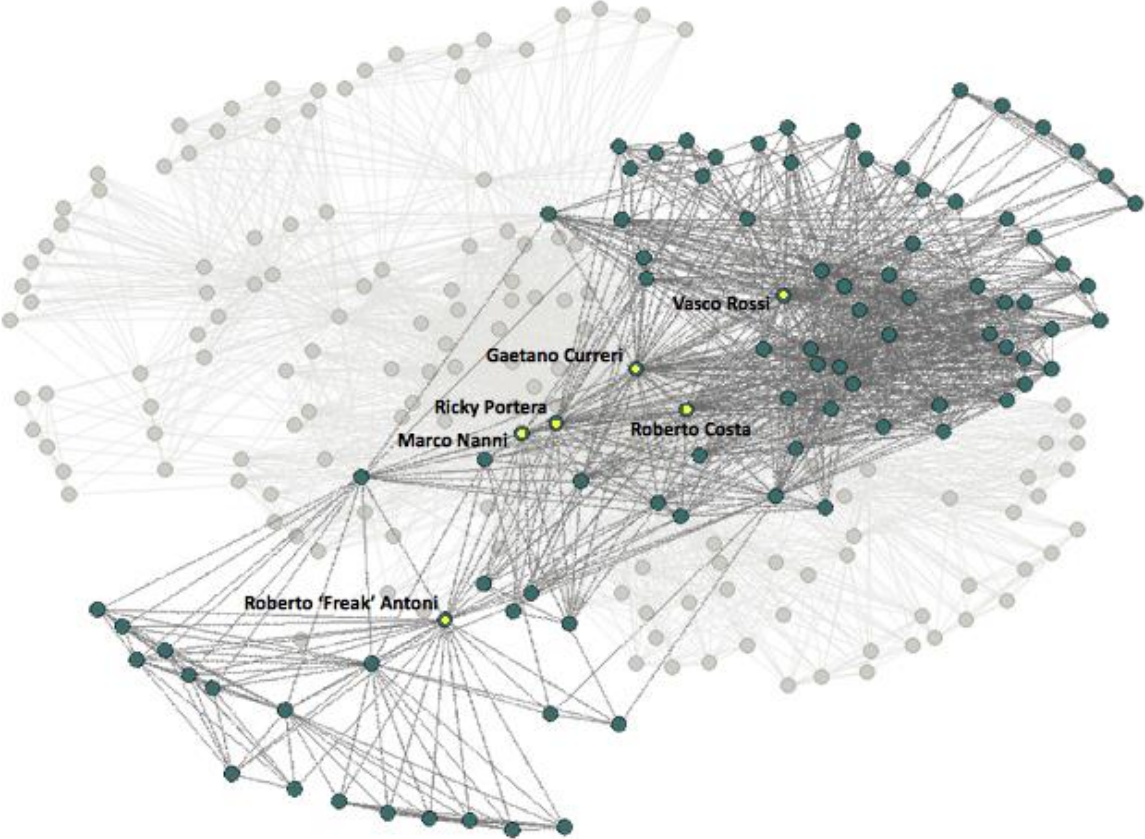 Vasco Rossi
Gaetano Curreri
Ricky Portera
Roberto Costa
Marco Nanni
Roberto ‘Freak’ Antoni